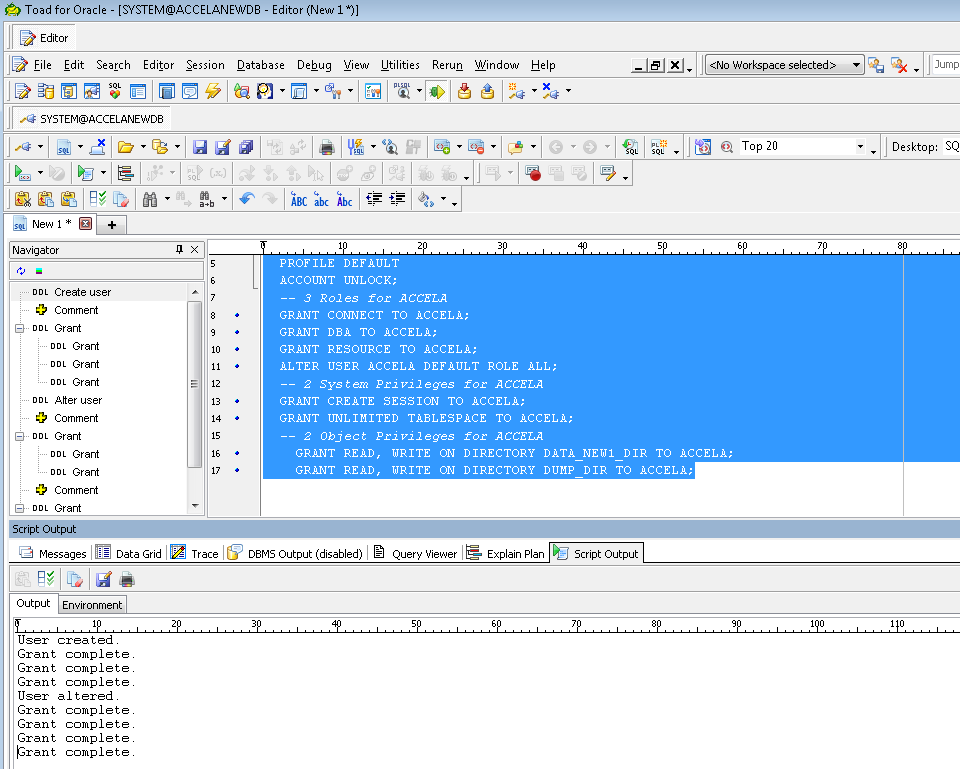 Toad for Oracle - [SYSTEM@ACCELANEWDB - Editor (New 1 *)]
Editor
File Edit Search Editor Session Database Debug View Utilities Rerun Window Help
<No Workspace selected>
Jump
SYSTEM@ACCELANEWDB
Top 20
Desktop: SQ
New 1 *
Navigator
DDL Create user
Comment
DDL Grant
DDL Grant
DDL Grant
DDL Grant
DDL Alter user
Comment
DDL Grant
DDL Grant
DDL Grant
Comment
DDL Grant
10 20 30 40 50 60 70 80
5 PROFILE DEFAULT
6 ACCOUNT UNLOCK;
7 -- 3 Roles for ACCELA
8 GRANT CONNECT TO ACCELA;
9 GRANT DBA TO ACCELA;
10 GRANT RESOURCE TO ACCELA;
11 ALTER USER ACCELA DEFAULT ROLE ALL;
12 -- 2 System Privileges for ACCELA
13 GRANT CREATE SESSION TO ACCELA;
14 GRANT UNLIMITED TABLESPACE TO ACCELA;
15 -- 2 Object Privileges for ACCELA
16 GRANT READ, WRITE ON DIRECTORY DATA_NEW1_DIR TO ACCELA;
17 GRANT READ, WRITE ON DIRECTORY DUMP_DIR TO ACCELA;
Script Output
Messages Data Grid Trace DBMS Output (disabled) Query Viewer Explain Plan Script Output
Output Environment
10 20 30 40 50 60 70 80 90 100 110
User created.
Grant complete.
Grant complete.
Grant complete.
User altered.
Grant complete.
Grant complete.
Grant complete.
Grant complete.